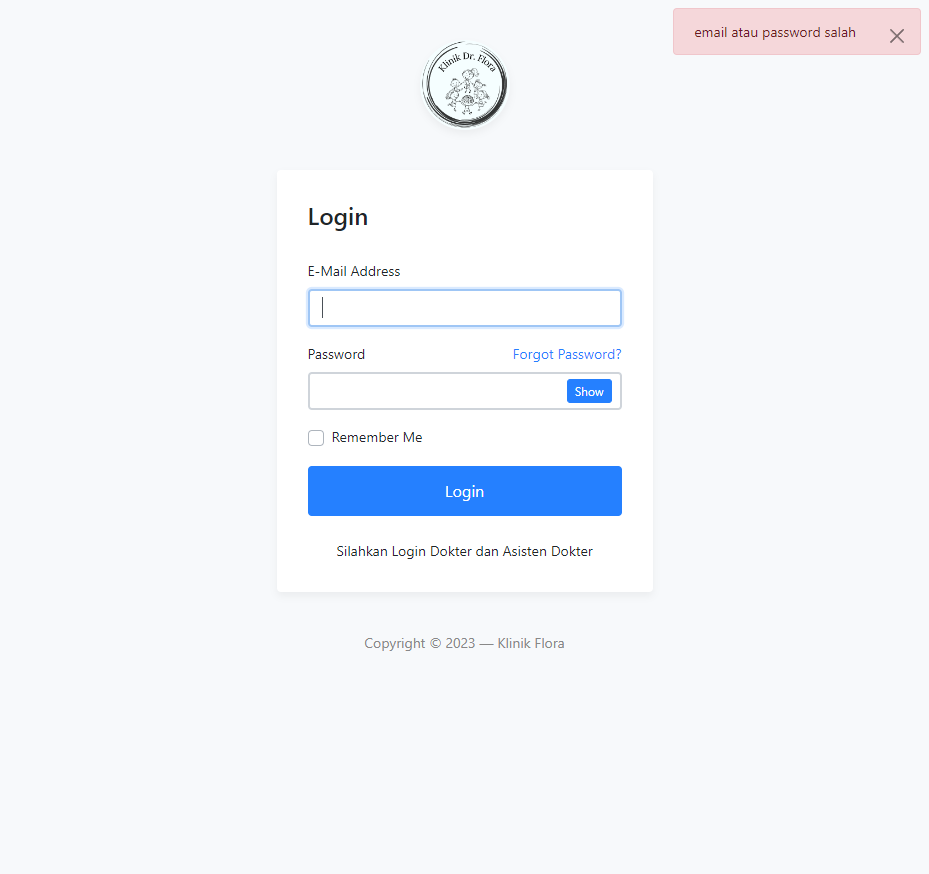 email atau password salah
Klinik Dr. Flora
Login
E-Mail Address
Password Forgot Password?
Show
Remember Me
Login
Silahkan Login Dokter dan Asisten Dokter
Copyright © 2023 — Klinik Flora